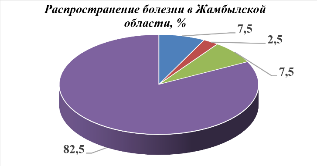 Распространение болезни в Жамбылской
области, %
7,5
2,5
7,5
82,5